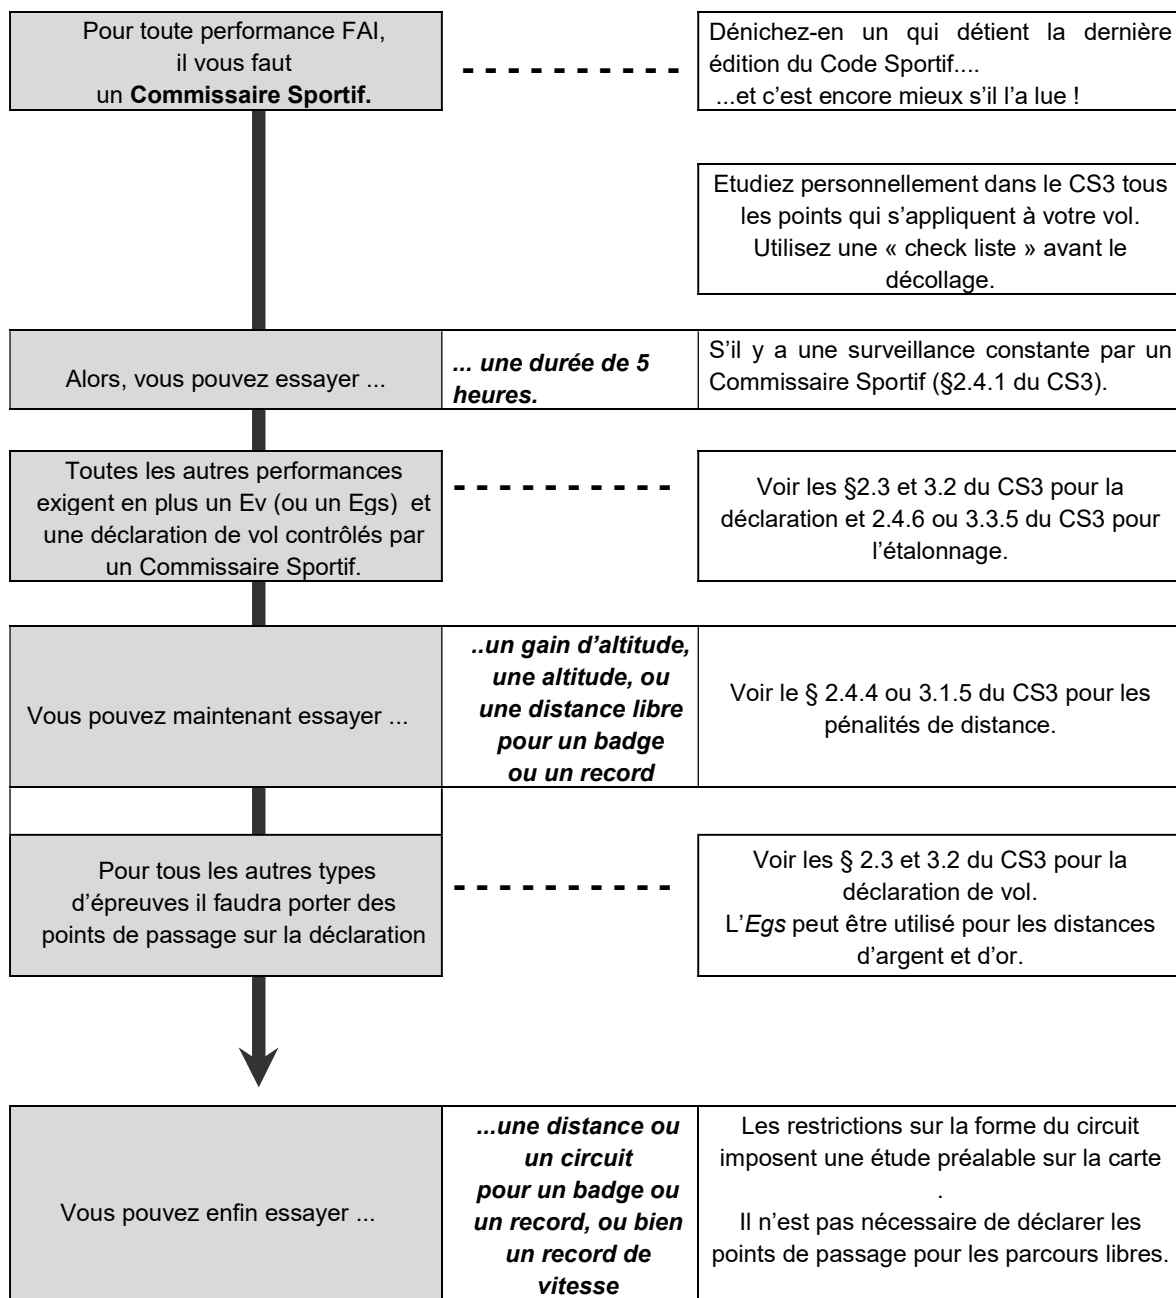 Pour toute performance FAI,
il vous faut
un Commissaire Sportif.
Dénichez-en un qui détient la dernière
édition du Code Sportif....
...et c'est encore mieux s'il l'a lue !
Etudiez personnellement dans le CS3 tous
les points qui s'appliquent à votre vol.
Utilisez une « check liste » avant le
décollage.
Alors, vous pouvez essayer ...
... une durée de 5
heures.
S'il y a une surveillance constante par un
Commissaire Sportif (§2.4.1 du CS3).
Toutes les autres performances
exigent en plus un Ev (ou un Egs) et
une déclaration de vol contrôlés par
un Commissaire Sportif.
Voir les §2.3 et 3.2 du CS3 pour la
déclaration et 2.4.6 ou 3.3.5 du CS3 pour
l'étalonnage.
Vous pouvez maintenant essayer ...
..un gain d'altitude,
une altitude, ou
une distance libre
pour un badge
ou un record
Voir le § 2.4.4 ou 3.1.5 du CS3 pour les
pénalités de distance.
Pour tous les autres types
d'épreuves il faudra porter des
points de passage sur la déclaration
Voir les § 2.3 et 3.2 du CS3 pour la
déclaration de vol.
L'Egs peut être utilisé pour les distances
d'argent et d'or.
Vous pouvez enfin essayer ...
...une distance ou
un circuit
pour un badge ou
un record, ou bien
un record de
vitesse
Les restrictions sur la forme du circuit
imposent une étude préalable sur la carte
.
Il n'est pas nécessaire de déclarer les
points de passage pour les parcours libres.